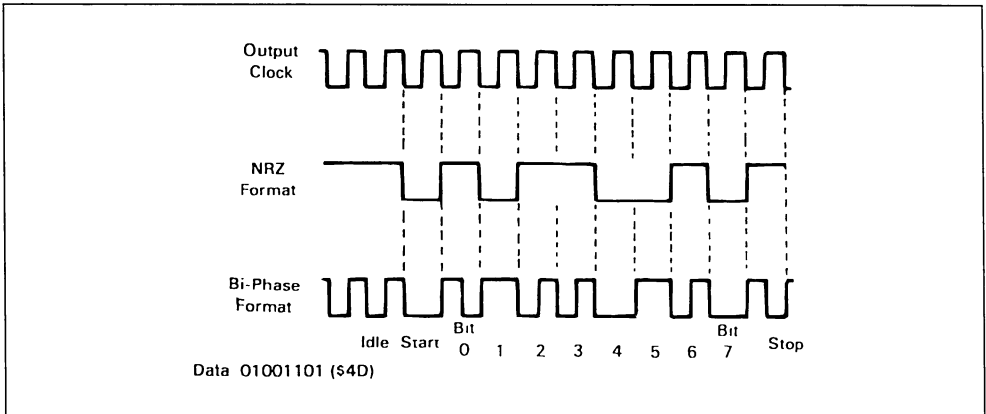 Output
Clock
NRZ
Format
Bi-Phase
Format
Idle Start Bit 0 1 2 3 4 5 6 Bit 7 Stop
Data 01001101 ($4D)